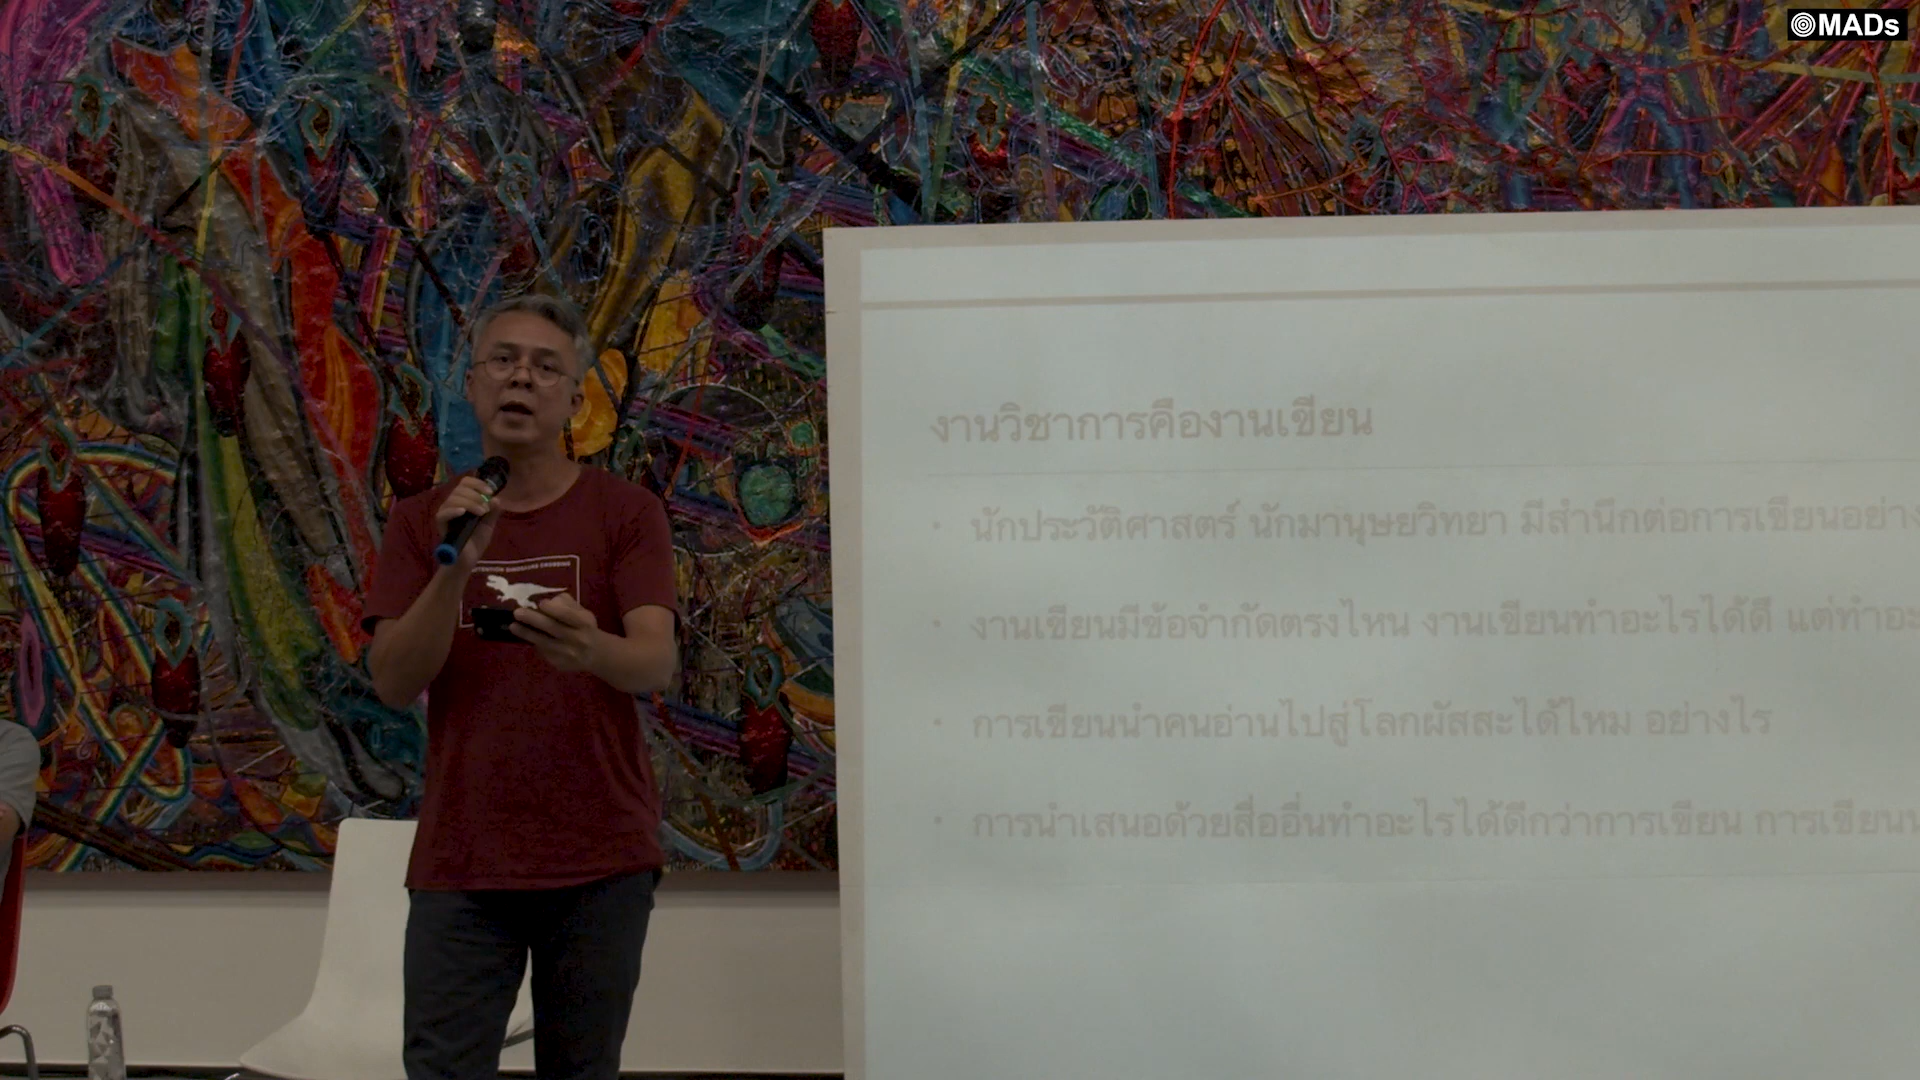 @MADs
งานวิชาการคืองานเขียน
• นักประวัติศาสตร์ นักมานุษยวิทยา มีสำนึกต่อการเขียนอย่าง
• งานเขียนมีข้อจำกัดตรงไหน งานเขียนทำอะไรได้ดี แต่ทำอะ
• การเขียนนำคนอ่านไปสู่โลกผัสสะได้ไหม อย่างไร
• การนำเสนอด้วยสื่ออื่นทำอะไรได้ดีกว่าการเขียน การเขียน
ATTENTION DINOSAURS CROSSING